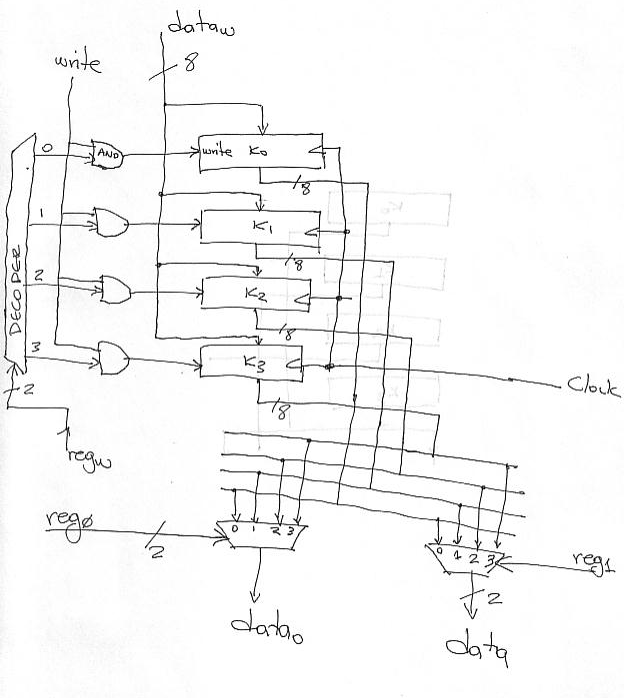 dataw
write
8
0
AND
write K0
8
1
K1
8
DECODER
2
K2
8
3
K3
8
2
Clock
regw
regø
2
0 1 2 3
0 1 2 3
reg1
2
data0
data1